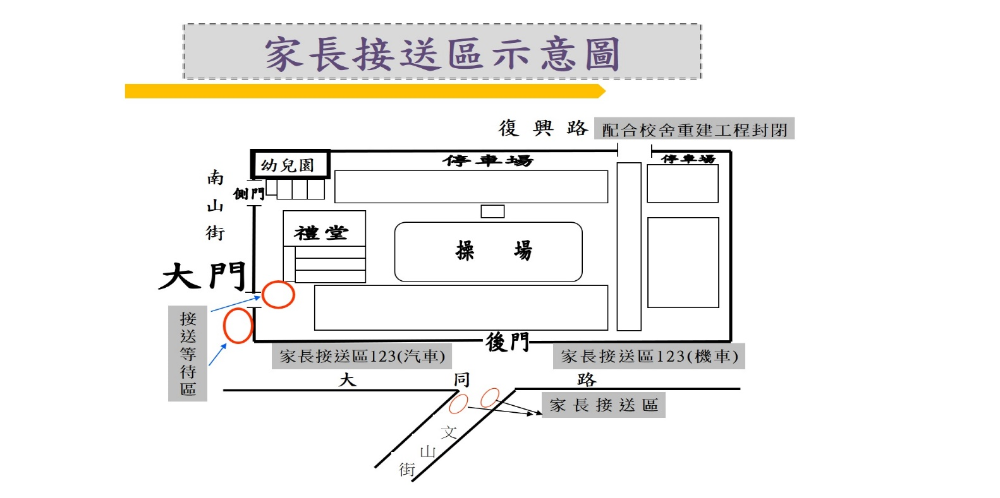 家長接送區示意圖
復興路
配合校舍重建工程封閉
幼兒園
停車場
停車場
南山街
側門
禮堂
操場
大門
接送等待區
後門
家長接送區123(汽車)
家長接送區123(機車)
大同路
家長接送區
文山街